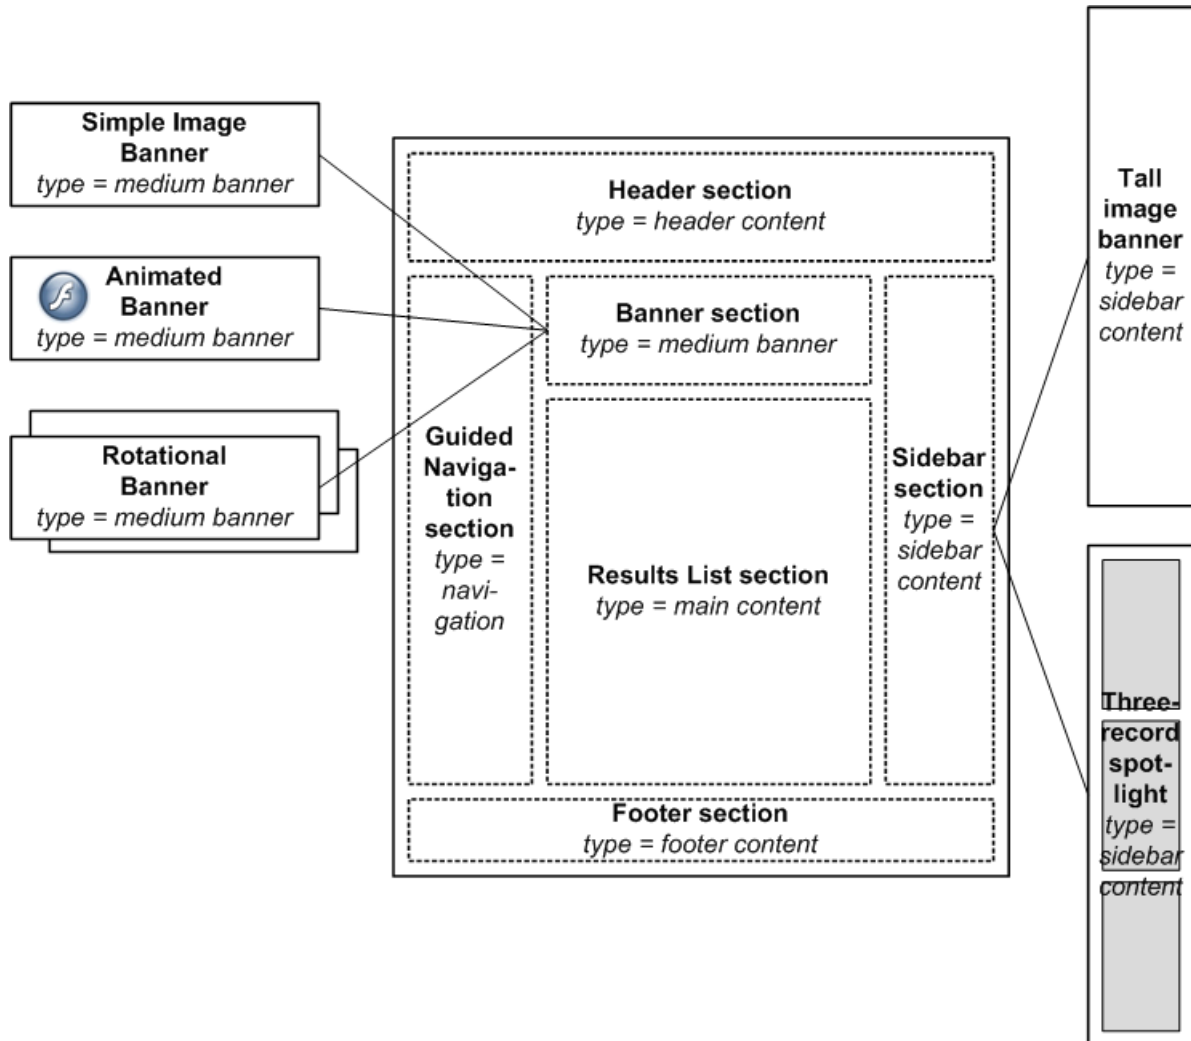 Simple Image
Banner
type = medium banner
Animated
Banner
type = medium banner
Rotational
Banner
type = medium banner
Header section
type = header content
Guided
Naviga-
tion
section
type =
navi-
gation
Banner section
type = medium banner
Results List section
type = main content
Sidebar
section
type =
sidebar
content
Footer section
type = footer content
Tall
image
banner
type =
sidebar
content
Three-
record
spot-
light
type =
sidebar
content